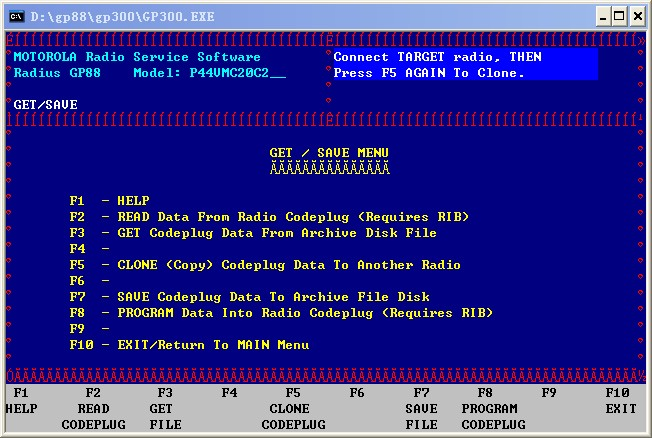 D:\gp88\gp300\GP300.EXE
MOTOROLA Radio Service Software
Radius GP88 Model: P44VMC20C2__
Connect TARGET radio, THEN
Press F5 AGAIN To Clone.
GET/SAVE
GET / SAVE MENU
F1 - HELP
F2 - READ Data From Radio Codeplug (Requires RIB)
F3 - GET Codeplug Data From Archive Disk File
F4 -
F5 - CLONE (Copy) Codeplug Data To Another Radio
F6 -
F7 - SAVE Codeplug Data To Archive File Disk
F8 - PROGRAM Data Into Radio Codeplug (Requires RIB)
F9 -
F10 - EXIT/Return To MAIN Menu
F1 F2 F3 F4 F5 F6 F7 F8 F9 F10
HELP READ GET CLONE SAVE PROGRAM EXIT
CODEPLUG FILE CODEPLUG FILE CODEPLUG